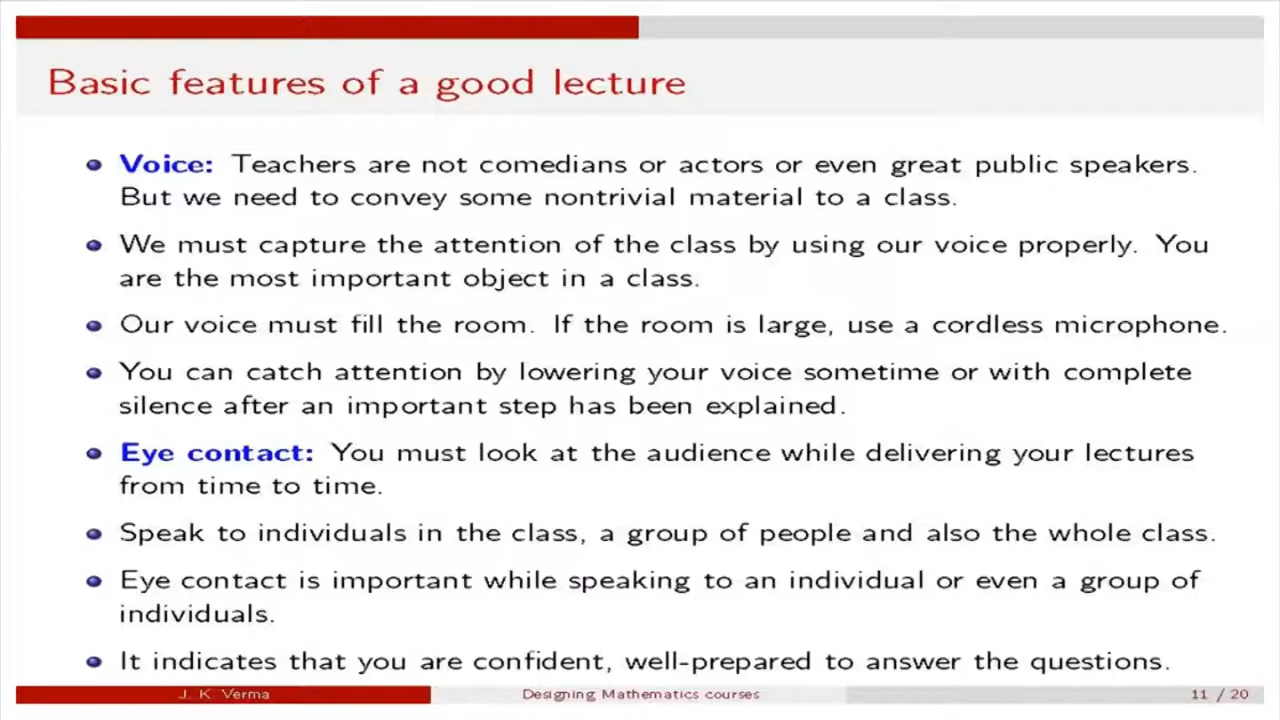 Basic features of a good lecture
Voice: Teachers are not comedians or actors or even great public speakers.
But we need to convey some nontrivial material to a class.
We must capture the attention of the class by using our voice properly. You
are the most important object in a class.
Our voice must fill the room. If the room is large, use a cordless microphone.
You can catch attention by lowering your voice sometime or with complete
silence after an important step has been explained.
Eye contact: You must look at the audience while delivering your lectures
from time to time.
Speak to individuals in the class, a group of people and also the whole class.
Eye contact is important while speaking to an individual or even a group of
individuals.
It indicates that you are confident, well-prepared to answer the questions.
J. K. Verma Designing Mathematics courses 11 / 20